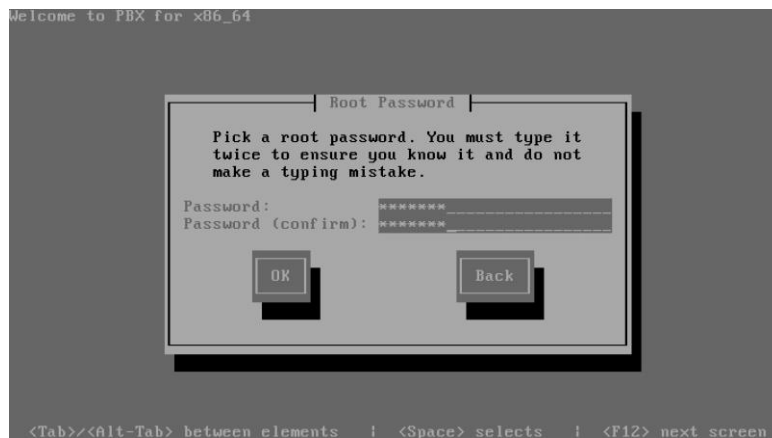 Welcome to PBX for x86_64
Root Password
Pick a root password. You must type it
twice to ensure you know it and do not
make a typing mistake.
Password: *******_________________
Password (confirm): *******_________________
OK Back
<Tab>/<Alt-Tab> between elements | <Space> selects | <F12> next screen